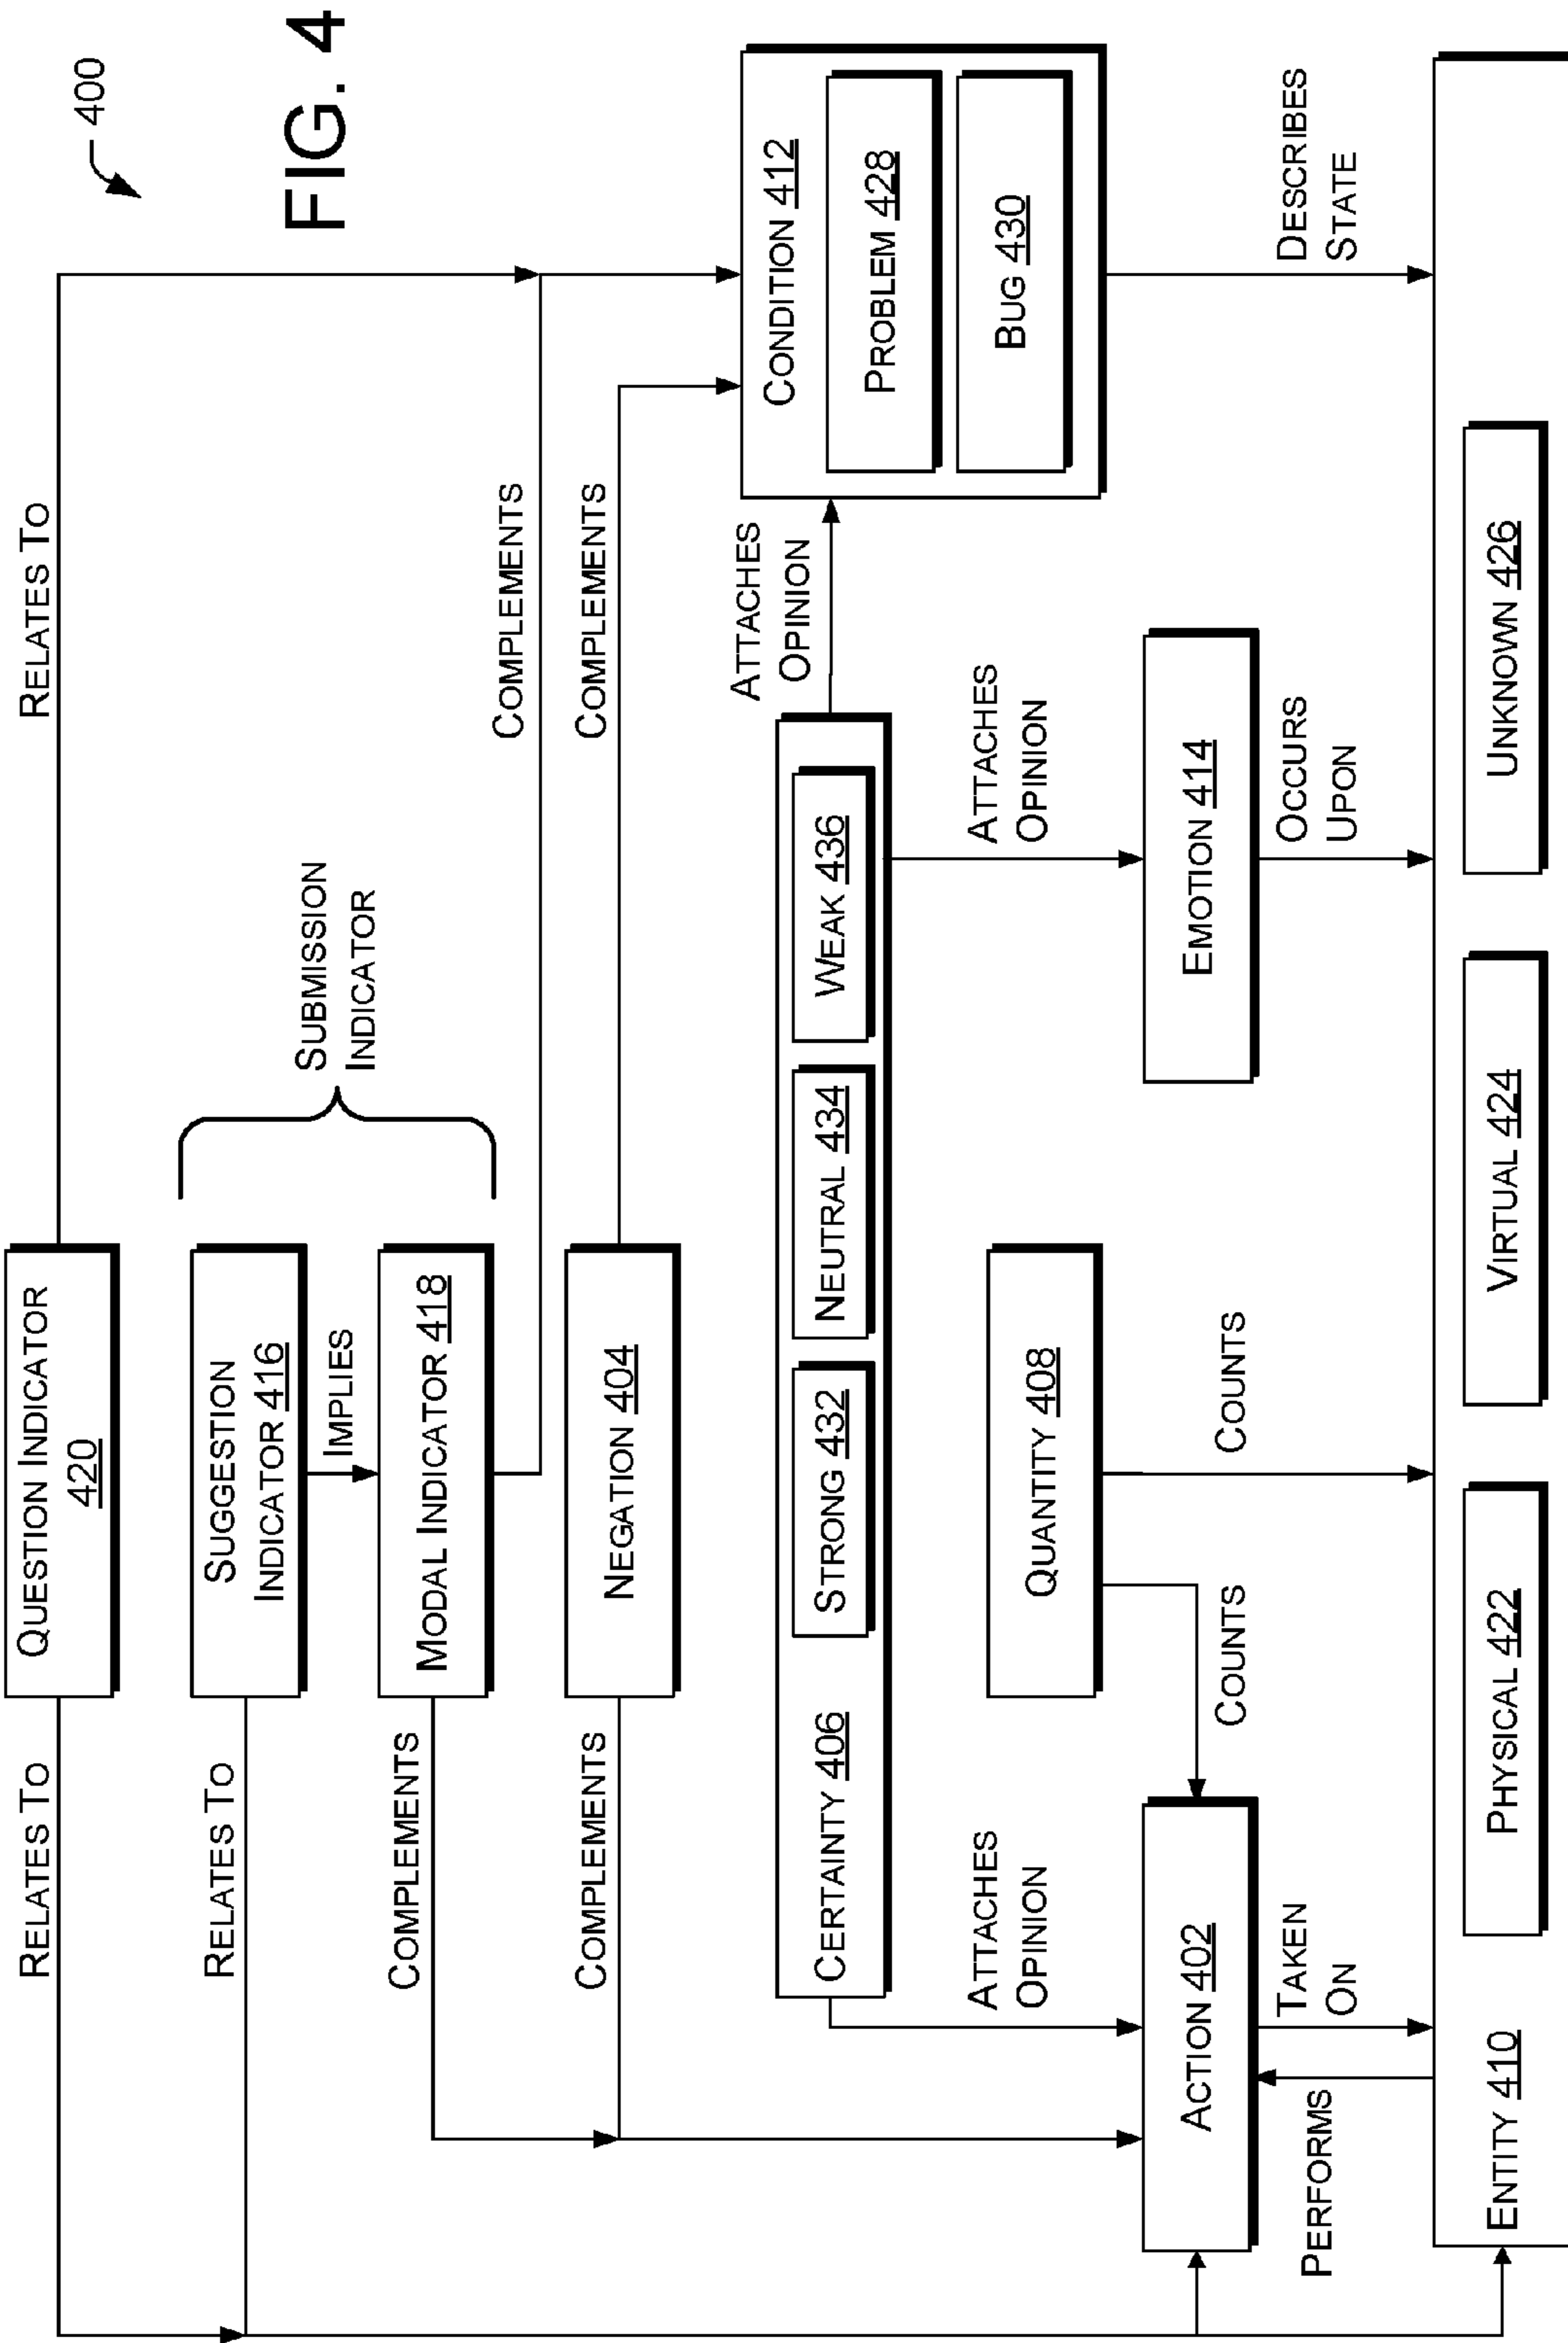 400
FIG. 4
RELATES TO
QUESTION INDICATOR
420
RELATES TO
SUBMISSION
INDICATOR
RELATES TO
SUGGESTION
INDICATOR 416
IMPLIES
COMPLEMENTS
MODAL INDICATOR 418
COMPLEMENTS
COMPLEMENTS
NEGATION 404
COMPLEMENTS
CERTAINTY 406
STRONG 432
NEUTRAL 434
WEAK 436
ATTACHES
OPINION
CONDITION 412
PROBLEM 428
BUG 430
ATTACHES
OPINION
QUANTITY 408
ATTACHES
OPINION
COUNTS
COUNTS
ACTION 402
EMOTION 414
PERFORMS
TAKEN
ON
OCCURS
UPON
DESCRIBES
STATE
ENTITY 410
PHYSICAL 422
VIRTUAL 424
UNKNOWN 426